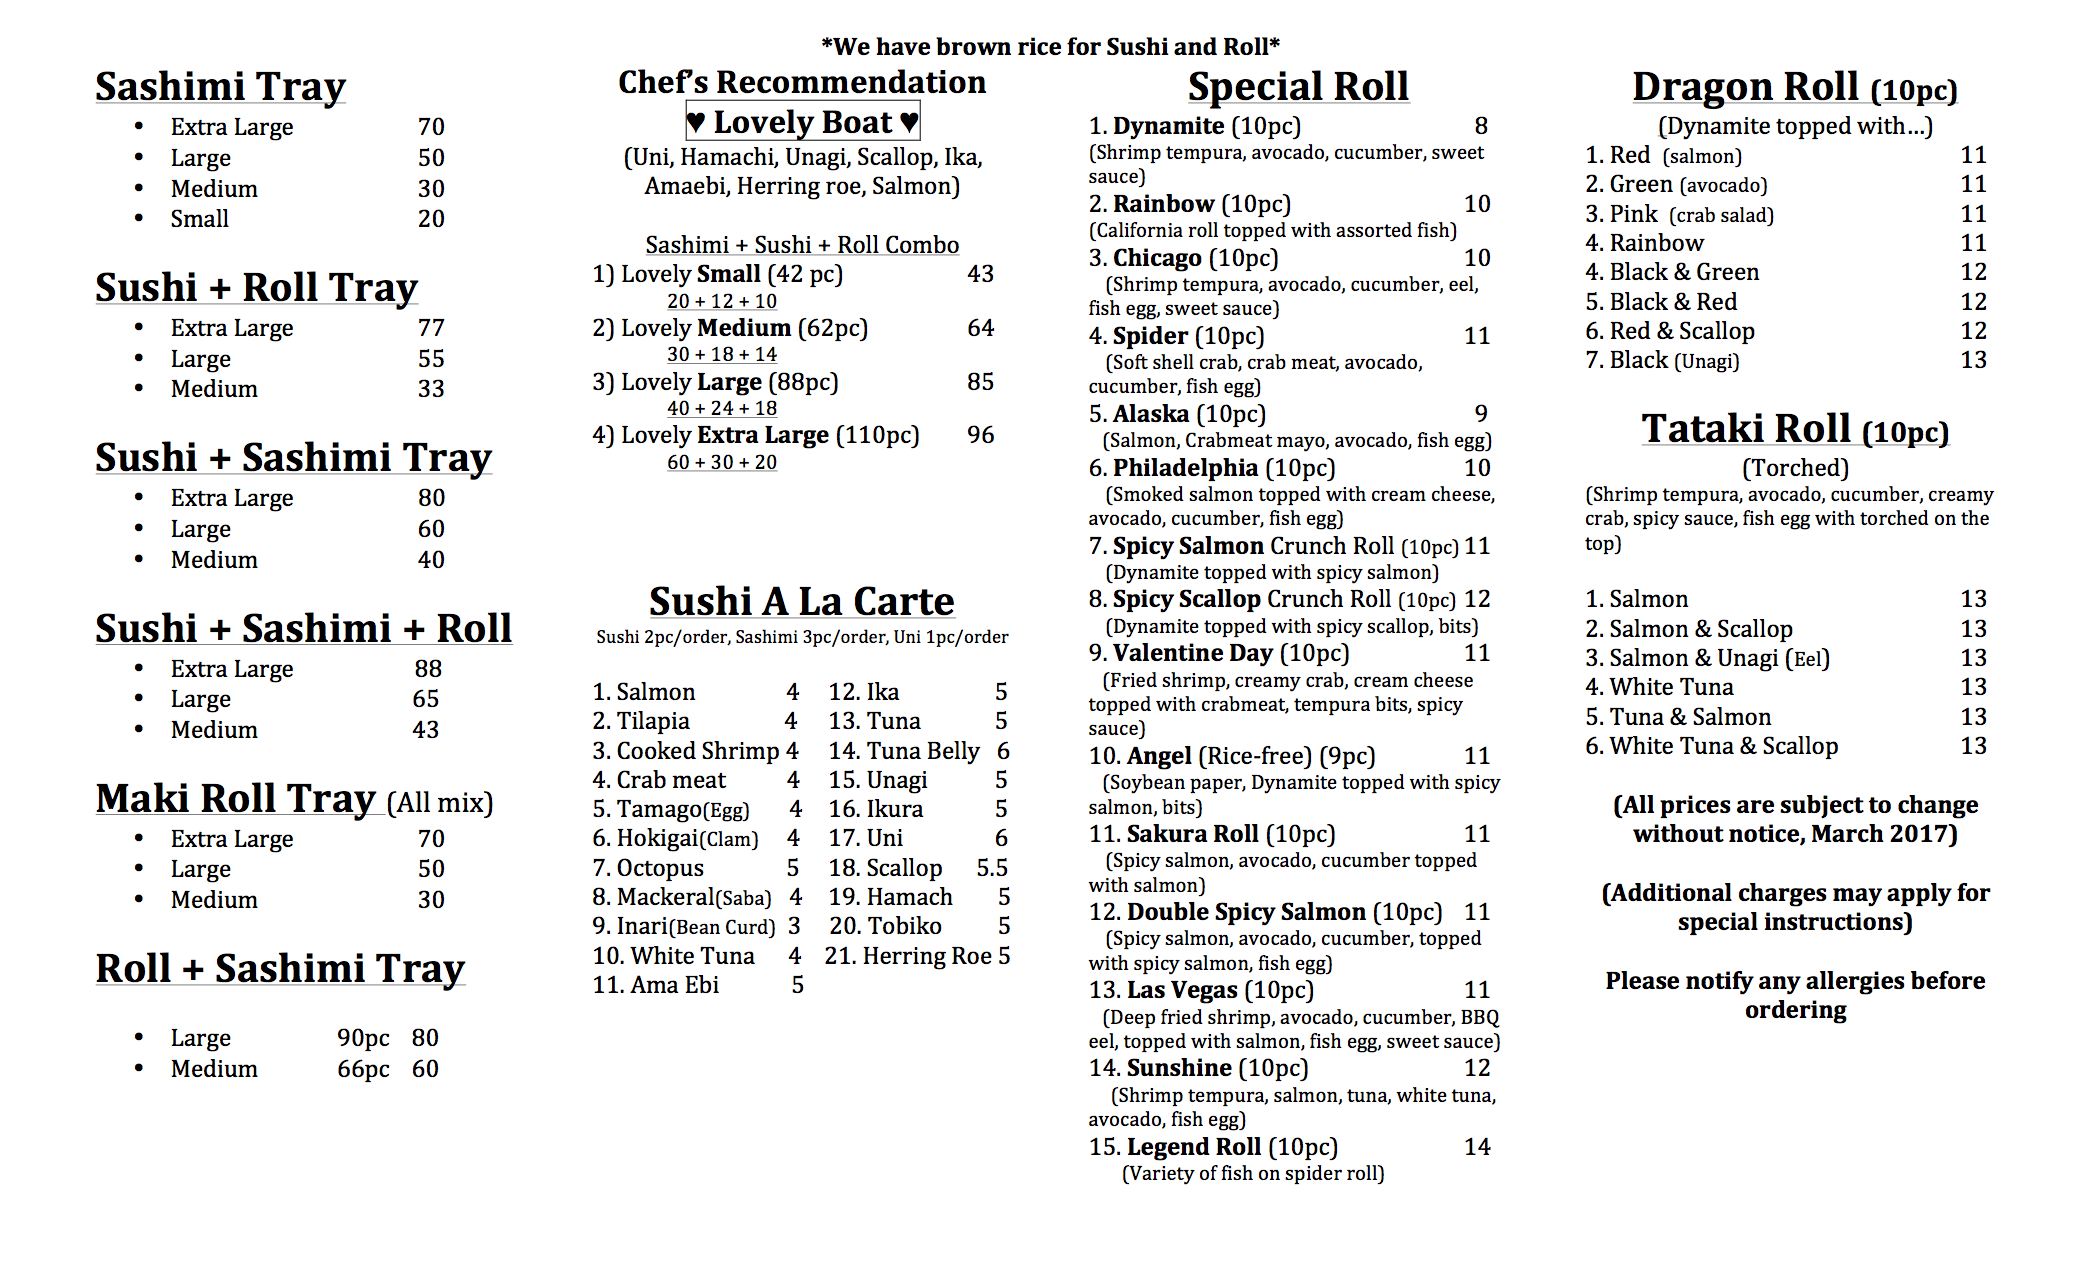 *We have brown rice for Sushi and Roll*
Sashimi Tray
• Extra Large 70
• Large 50
• Medium 30
• Small 20
Sushi + Roll Tray
• Extra Large 77
• Large 55
• Medium 33
Sushi + Sashimi Tray
• Extra Large 80
• Large 60
• Medium 40
Sushi + Sashimi + Roll
• Extra Large 88
• Large 65
• Medium 43
Maki Roll Tray (All mix)
• Extra Large 70
• Large 50
• Medium 30
Roll + Sashimi Tray
• Large 90pc 80
• Medium 66pc 60
Chef's Recommendation
♥ Lovely Boat ♥
(Uni, Hamachi, Unagi, Scallop, Ika,
Amaebi, Herring roe, Salmon)
Sashimi + Sushi + Roll Combo
1) Lovely Small (42 pc) 43
20 + 12 + 10
2) Lovely Medium (62pc) 64
30 + 18 + 14
3) Lovely Large (88pc) 85
40 + 24 + 18
4) Lovely Extra Large (110pc) 96
60 + 30 + 20
Sushi A La Carte
Sushi 2pc/order, Sashimi 3pc/order, Uni 1pc/order
1. Salmon 4
2. Tilapia 4
3. Cooked Shrimp 4
4. Crab meat 4
5. Tamago(Egg) 4
6. Hokigai(Clam) 4
7. Octopus 5
8. Mackeral(Saba) 4
9. Inari(Bean Curd) 3
10. White Tuna 4
11. Ama Ebi 5
12. Ika 5
13. Tuna 5
14. Tuna Belly 6
15. Unagi 5
16. Ikura 5
17. Uni 6
18. Scallop 5.5
19. Hamach 5
20. Tobiko 5
21. Herring Roe 5
Special Roll
1. Dynamite (10pc) 8
(Shrimp tempura, avocado, cucumber, sweet
sauce)
2. Rainbow (10pc) 10
(California roll topped with assorted fish)
3. Chicago (10pc) 10
(Shrimp tempura, avocado, cucumber, eel,
fish egg, sweet sauce)
4. Spider (10pc) 11
(Soft shell crab, crab meat, avocado,
cucumber, fish egg)
5. Alaska (10pc) 9
(Salmon, Crabmeat mayo, avocado, fish egg)
6. Philadelphia (10pc) 10
(Smoked salmon topped with cream cheese,
avocado, cucumber, fish egg)
7. Spicy Salmon Crunch Roll (10pc) 11
(Dynamite topped with spicy salmon)
8. Spicy Scallop Crunch Roll (10pc) 12
(Dynamite topped with spicy scallop, bits)
9. Valentine Day (10pc) 11
(Fried shrimp, creamy crab, cream cheese
topped with crabmeat, tempura bits, spicy
sauce)
10. Angel (Rice-free) (9pc) 11
(Soybean paper, Dynamite topped with spicy
salmon, bits)
11. Sakura Roll (10pc) 11
(Spicy salmon, avocado, cucumber topped
with salmon)
12. Double Spicy Salmon (10pc) 11
(Spicy salmon, avocado, cucumber, topped
with spicy salmon, fish egg)
13. Las Vegas (10pc) 11
(Deep fried shrimp, avocado, cucumber, BBQ
eel, topped with salmon, fish egg, sweet sauce)
14. Sunshine (10pc) 12
(Shrimp tempura, salmon, tuna, white tuna,
avocado, fish egg)
15. Legend Roll (10pc) 14
(Variety of fish on spider roll)
Dragon Roll (10pc)
(Dynamite topped with...)
1. Red (salmon) 11
2. Green (avocado) 11
3. Pink (crab salad) 11
4. Rainbow 11
4. Black & Green 12
5. Black & Red 12
6. Red & Scallop 12
7. Black (Unagi) 13
Tataki Roll (10pc)
(Torched)
(Shrimp tempura, avocado, cucumber, creamy
crab, spicy sauce, fish egg with torched on the
top)
1. Salmon 13
2. Salmon & Scallop 13
3. Salmon & Unagi (Eel) 13
4. White Tuna 13
5. Tuna & Salmon 13
6. White Tuna & Scallop 13
(All prices are subject to change
without notice, March 2017)
(Additional charges may apply for
special instructions)
Please notify any allergies before
ordering